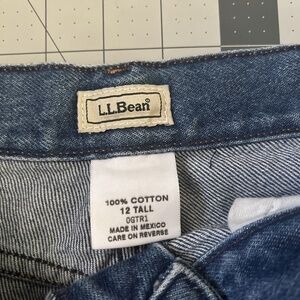 L.L.Bean®
100% COTTON
12 TALL
0GTR1
MADE IN MEXICO
CARE ON REVERSE